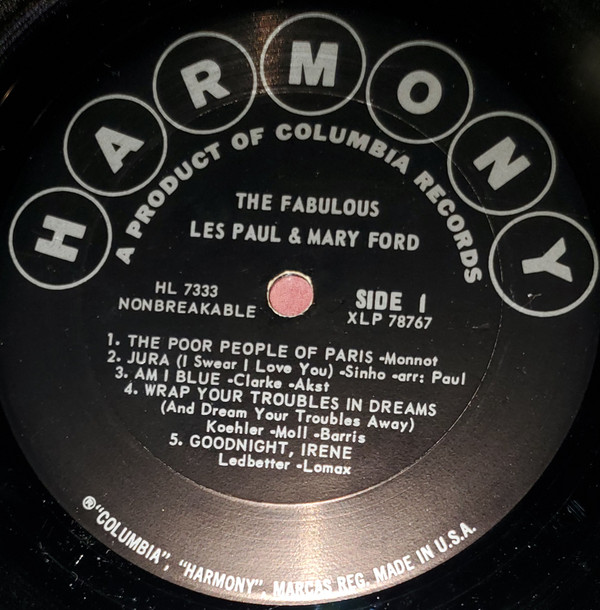 HARMONY
A PRODUCT OF COLUMBIA RECORDS
THE FABULOUS
LES PAUL & MARY FORD
HL 7333
NONBREAKABLE
SIDE 1
XLP 78767
1. THE POOR PEOPLE OF PARIS -Monnot
2. JURA (I Swear I Love You) -Sinho -arr: Paul
3. AM I BLUE -Clarke -Akst
4. WRAP YOUR TROUBLES IN DREAMS
(And Dream Your Troubles Away)
Koehler -Moll -Barris
5. GOODNIGHT, IRENE
Ledbetter -Lomax
®"COLUMBIA", "HARMONY", MARCAS REG. MADE IN U.S.A.